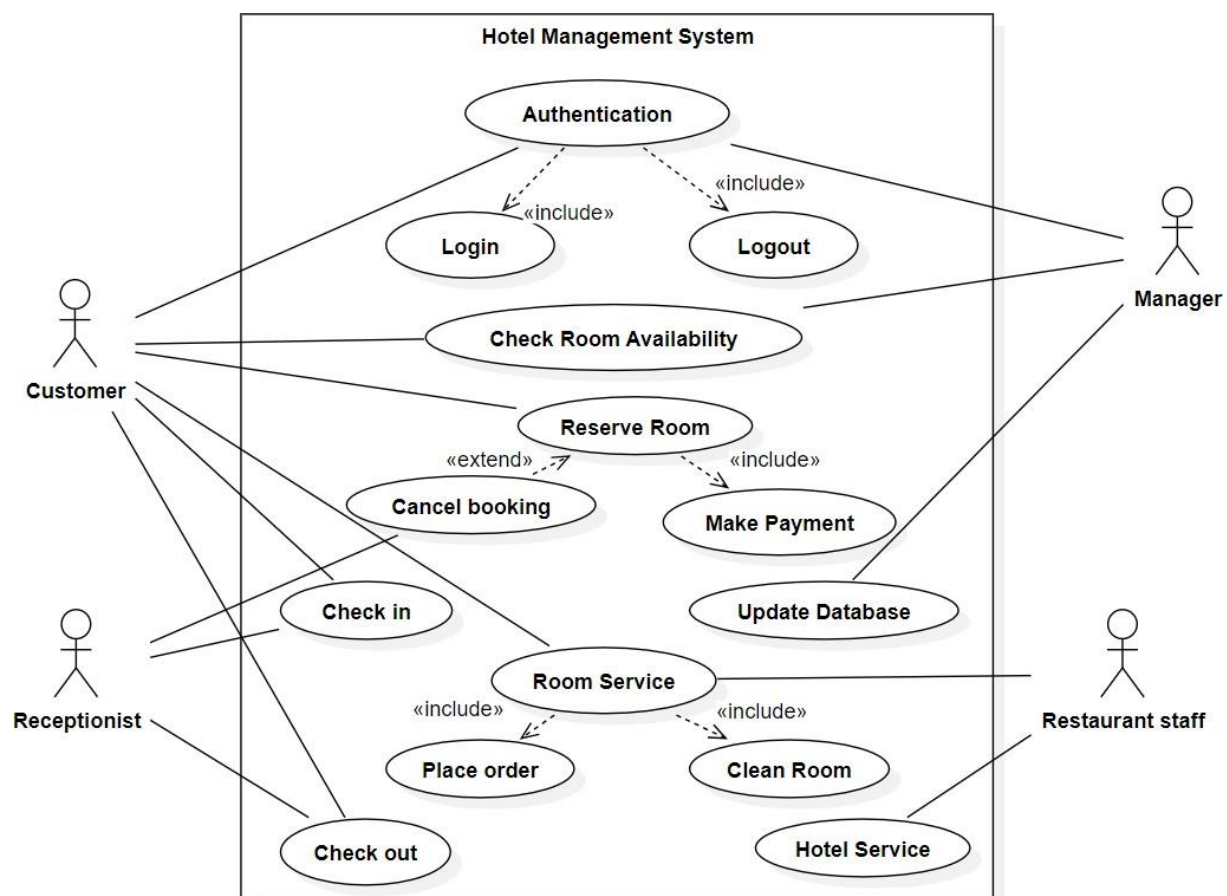 Hotel Management System
Authentication
«include»
«include»
Login
Logout
Manager
Check Room Availability
Customer
Reserve Room
«extend»
«include»
Cancel booking
Make Payment
Check in
Update Database
Room Service
«include»
«include»
Receptionist
Restaurant staff
Place order
Clean Room
Check out
Hotel Service